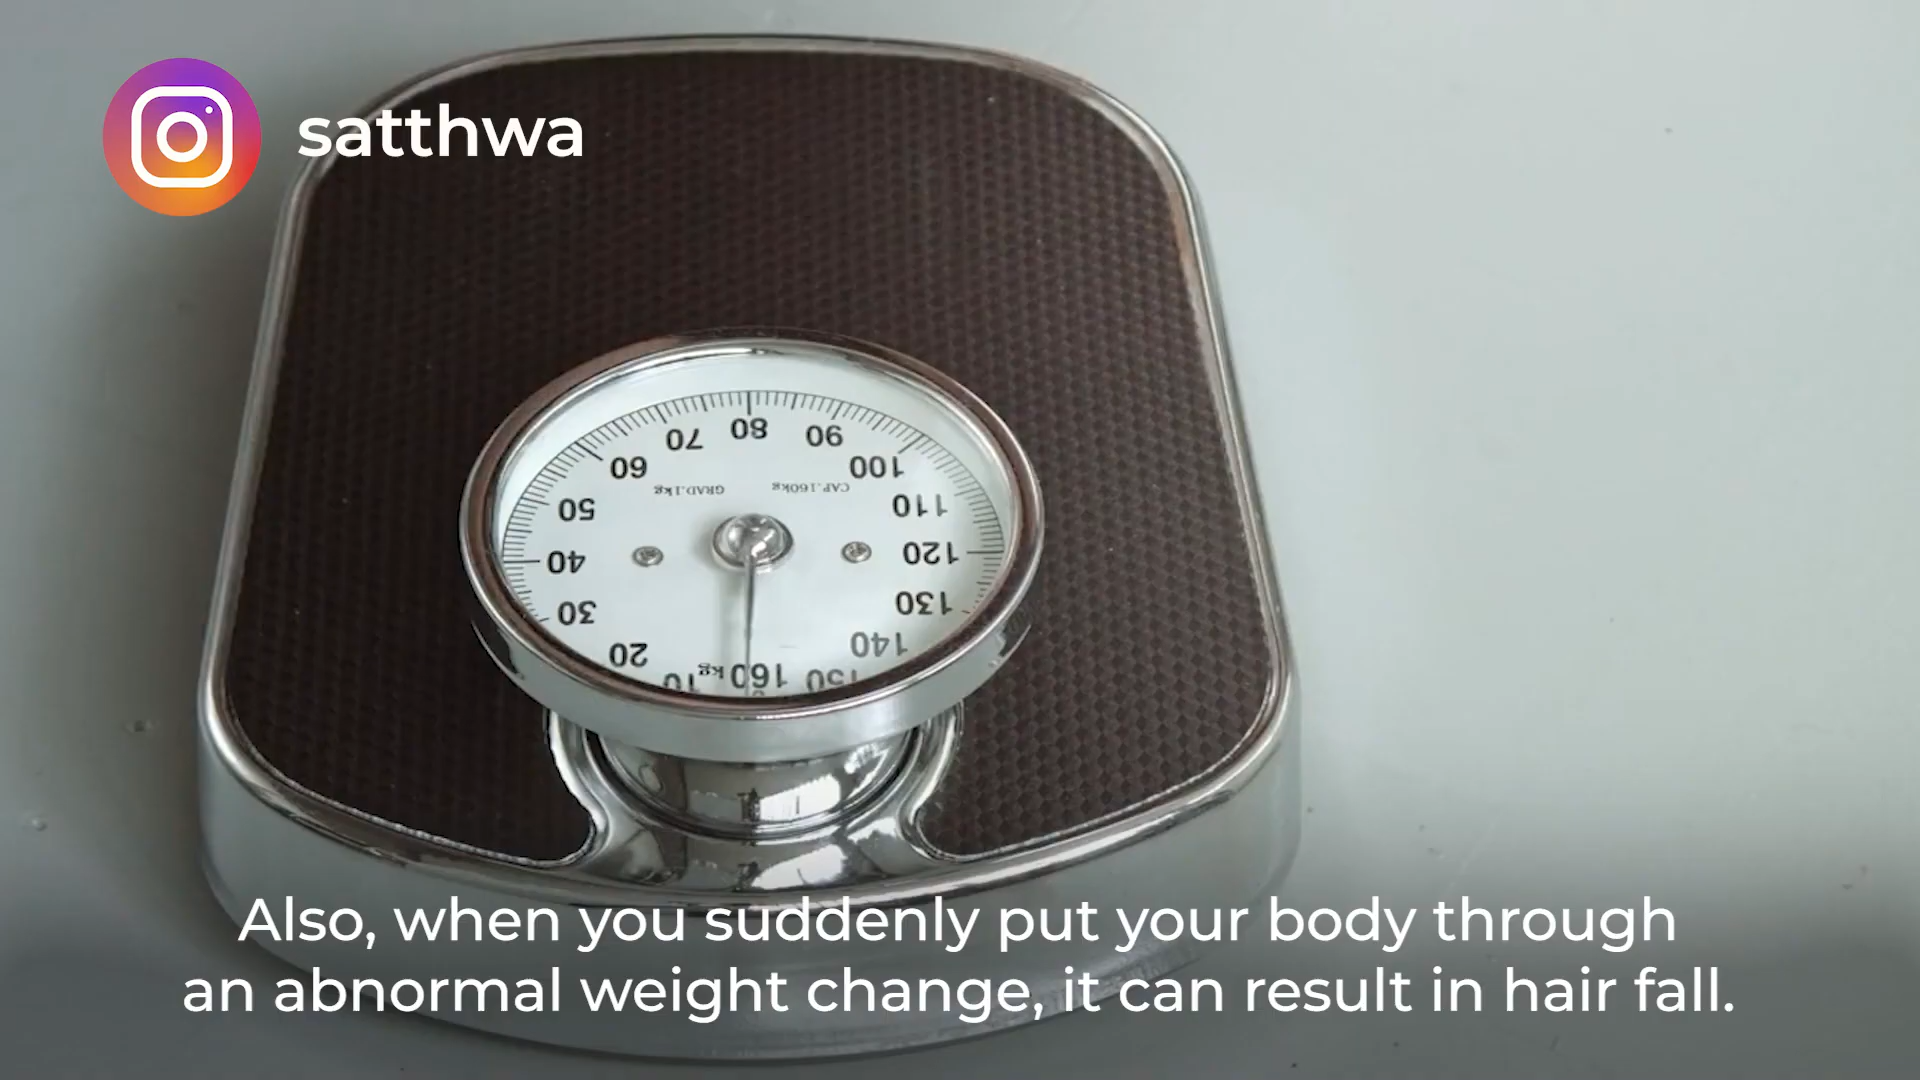 satthwa
80
70
90
60
100
GRAD.1kg
CAP.160kg
50
110
40
120
30
130
20
140
10
kg
160
150
Also, when you suddenly put your body through
an abnormal weight change, it can result in hair fall.